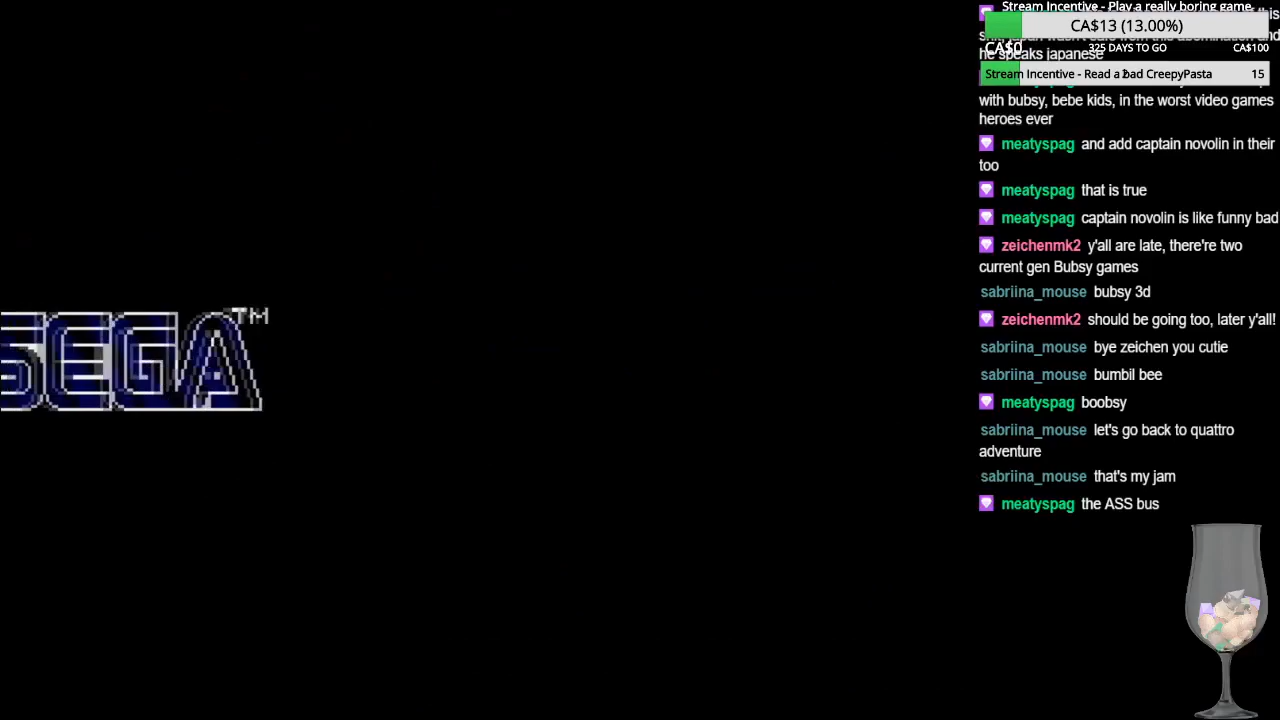 Stream Incentive - Play a really boring game
CA$13 (13.00%)
CA$0 325 DAYS TO GO CA$100
he speaks japanese
Stream Incentive - Read a bad CreepyPasta 2 15
with bubsy, bebe kids, in the worst video games
heroes ever
meatyspag and add captain novolin in their
too
meatyspag that is true
meatyspag captain novolin is like funny bad
zeichenmk2 y'all are late, there're two
current gen Bubsy games
sabriina_mouse bubsy 3d
zeichenmk2 should be going too, later y'all!
sabriina_mouse bye zeichen you cutie
sabriina_mouse bumbil bee
meatyspag boobsy
sabriina_mouse let's go back to quattro
adventure
sabriina_mouse that's my jam
meatyspag the ASS bus
SEGA™